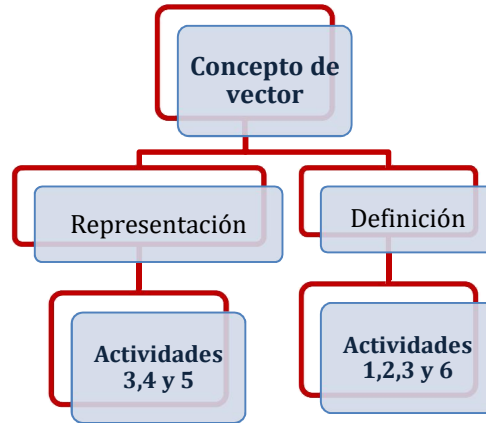 Concepto de
vector
Representación
Definición
Actividades
3,4 y 5
Actividades
1,2,3 y 6